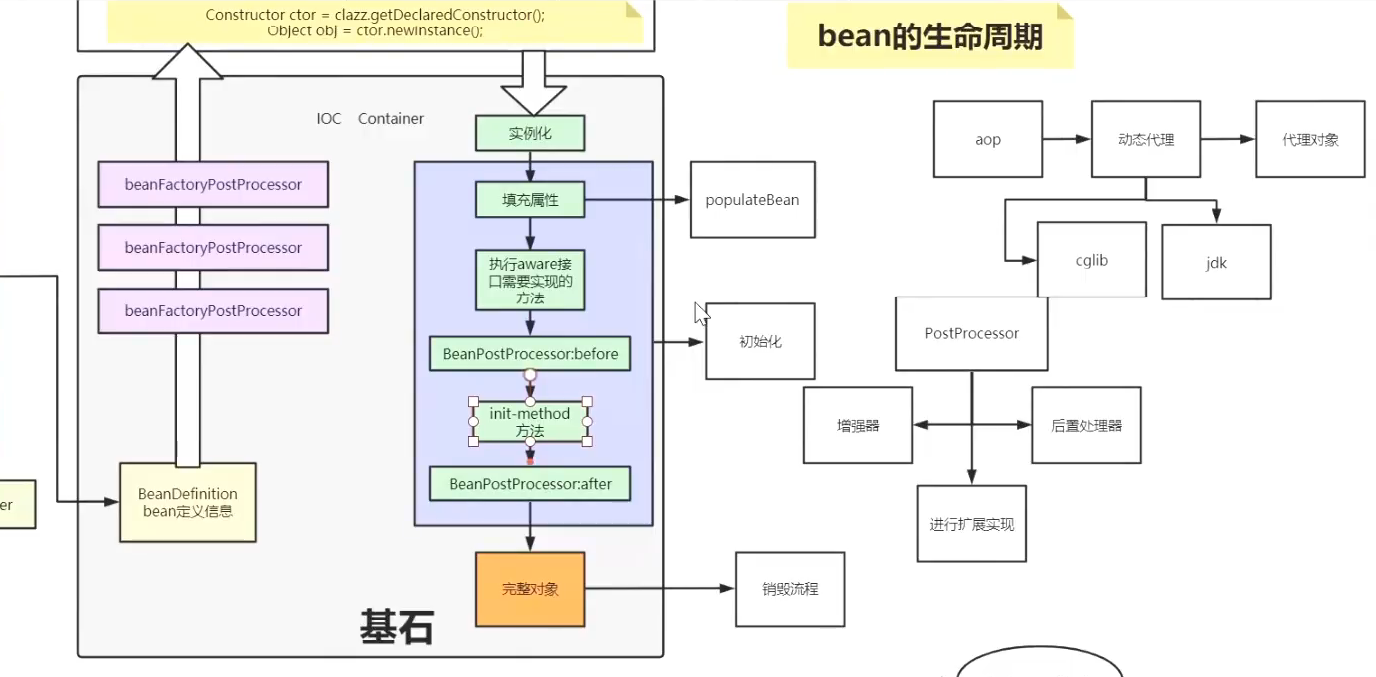 Constructor ctor = clazz.getDeclaredConstructor();
Object obj = ctor.newInstance();
bean的生命周期
IOC Container
实例化
beanFactoryPostProcessor
beanFactoryPostProcessor
beanFactoryPostProcessor
填充属性
populateBean
执行aware接
口需要实现的
方法
BeanPostProcessor:before
初始化
init-method
方法
BeanPostProcessor:after
BeanDefinition
bean定义信息
er
完整对象
销毁流程
基石
aop
动态代理
代理对象
cglib
jdk
PostProcessor
增强器
后置处理器
进行扩展实现